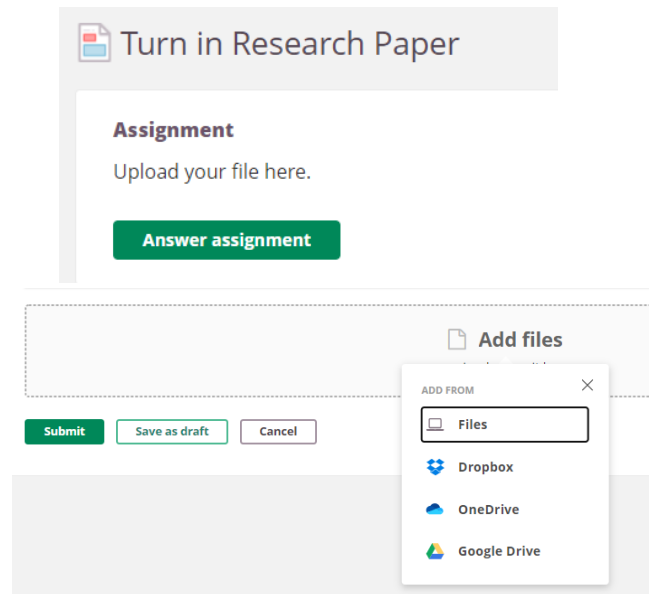 Turn in Research Paper
Assignment
Upload your file here.
Answer assignment
Add files
ADD FROM
Files
Submit
Save as draft
Cancel
Dropbox
OneDrive
Google Drive